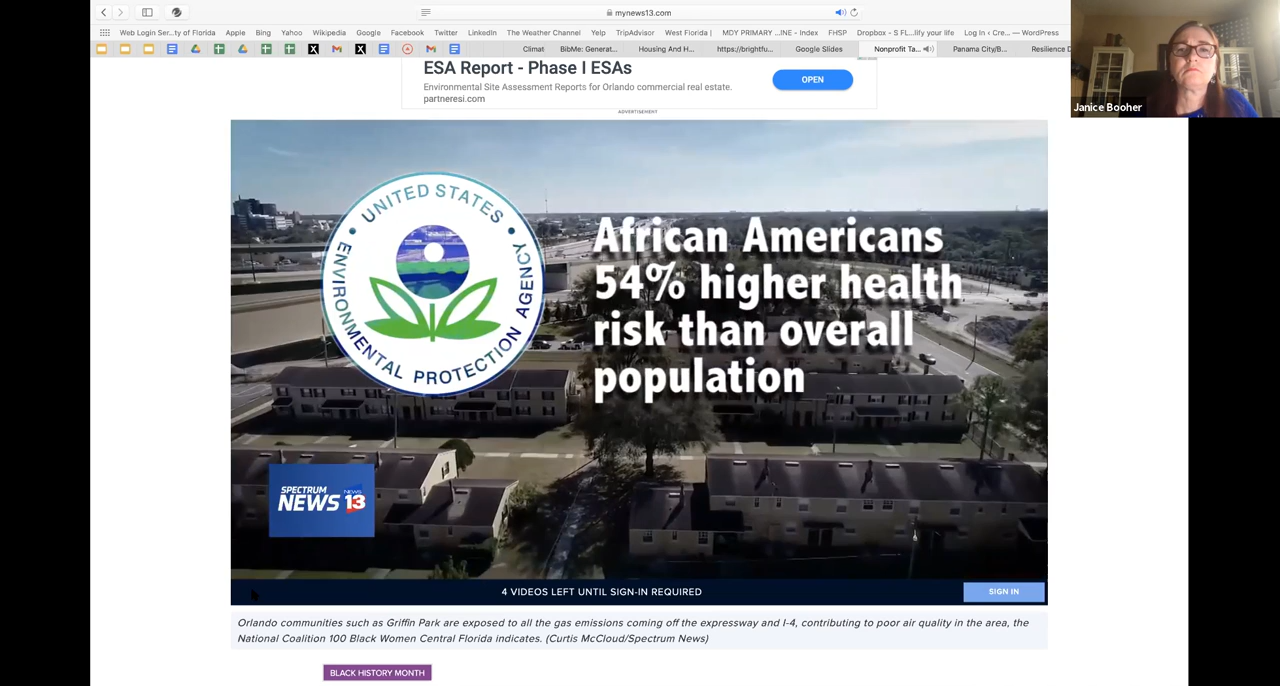 mynews13.com
Web Login Ser...ty of Florida Apple Bing Yahoo Wikipedia Google Facebook Twitter LinkedIn The Weather Channel Yelp TripAdvisor West Florida | MDY PRIMARY ...INE - Index FHSP Dropbox - S FL...lify your life Log In ‹ Cre... — WordPress
Climat BibMe: Generat... Housing And H... https://brightfu... Google Slides Nonprofit Ta... Panama City/B... Resilience D
Janice Booher
ESA Report - Phase I ESAs
Environmental Site Assessment Reports for Orlando commercial real estate.
partneresi.com
OPEN
ADVERTISEMENT
UNITED STATES
ENVIRONMENTAL PROTECTION AGENCY
African Americans
54% higher health
risk than overall
population
SPECTRUM
NEWS 13
NEWS
4 VIDEOS LEFT UNTIL SIGN-IN REQUIRED
SIGN IN
Orlando communities such as Griffin Park are exposed to all the gas emissions coming off the expressway and I-4, contributing to poor air quality in the area, the
National Coalition 100 Black Women Central Florida indicates. (Curtis McCloud/Spectrum News)
BLACK HISTORY MONTH